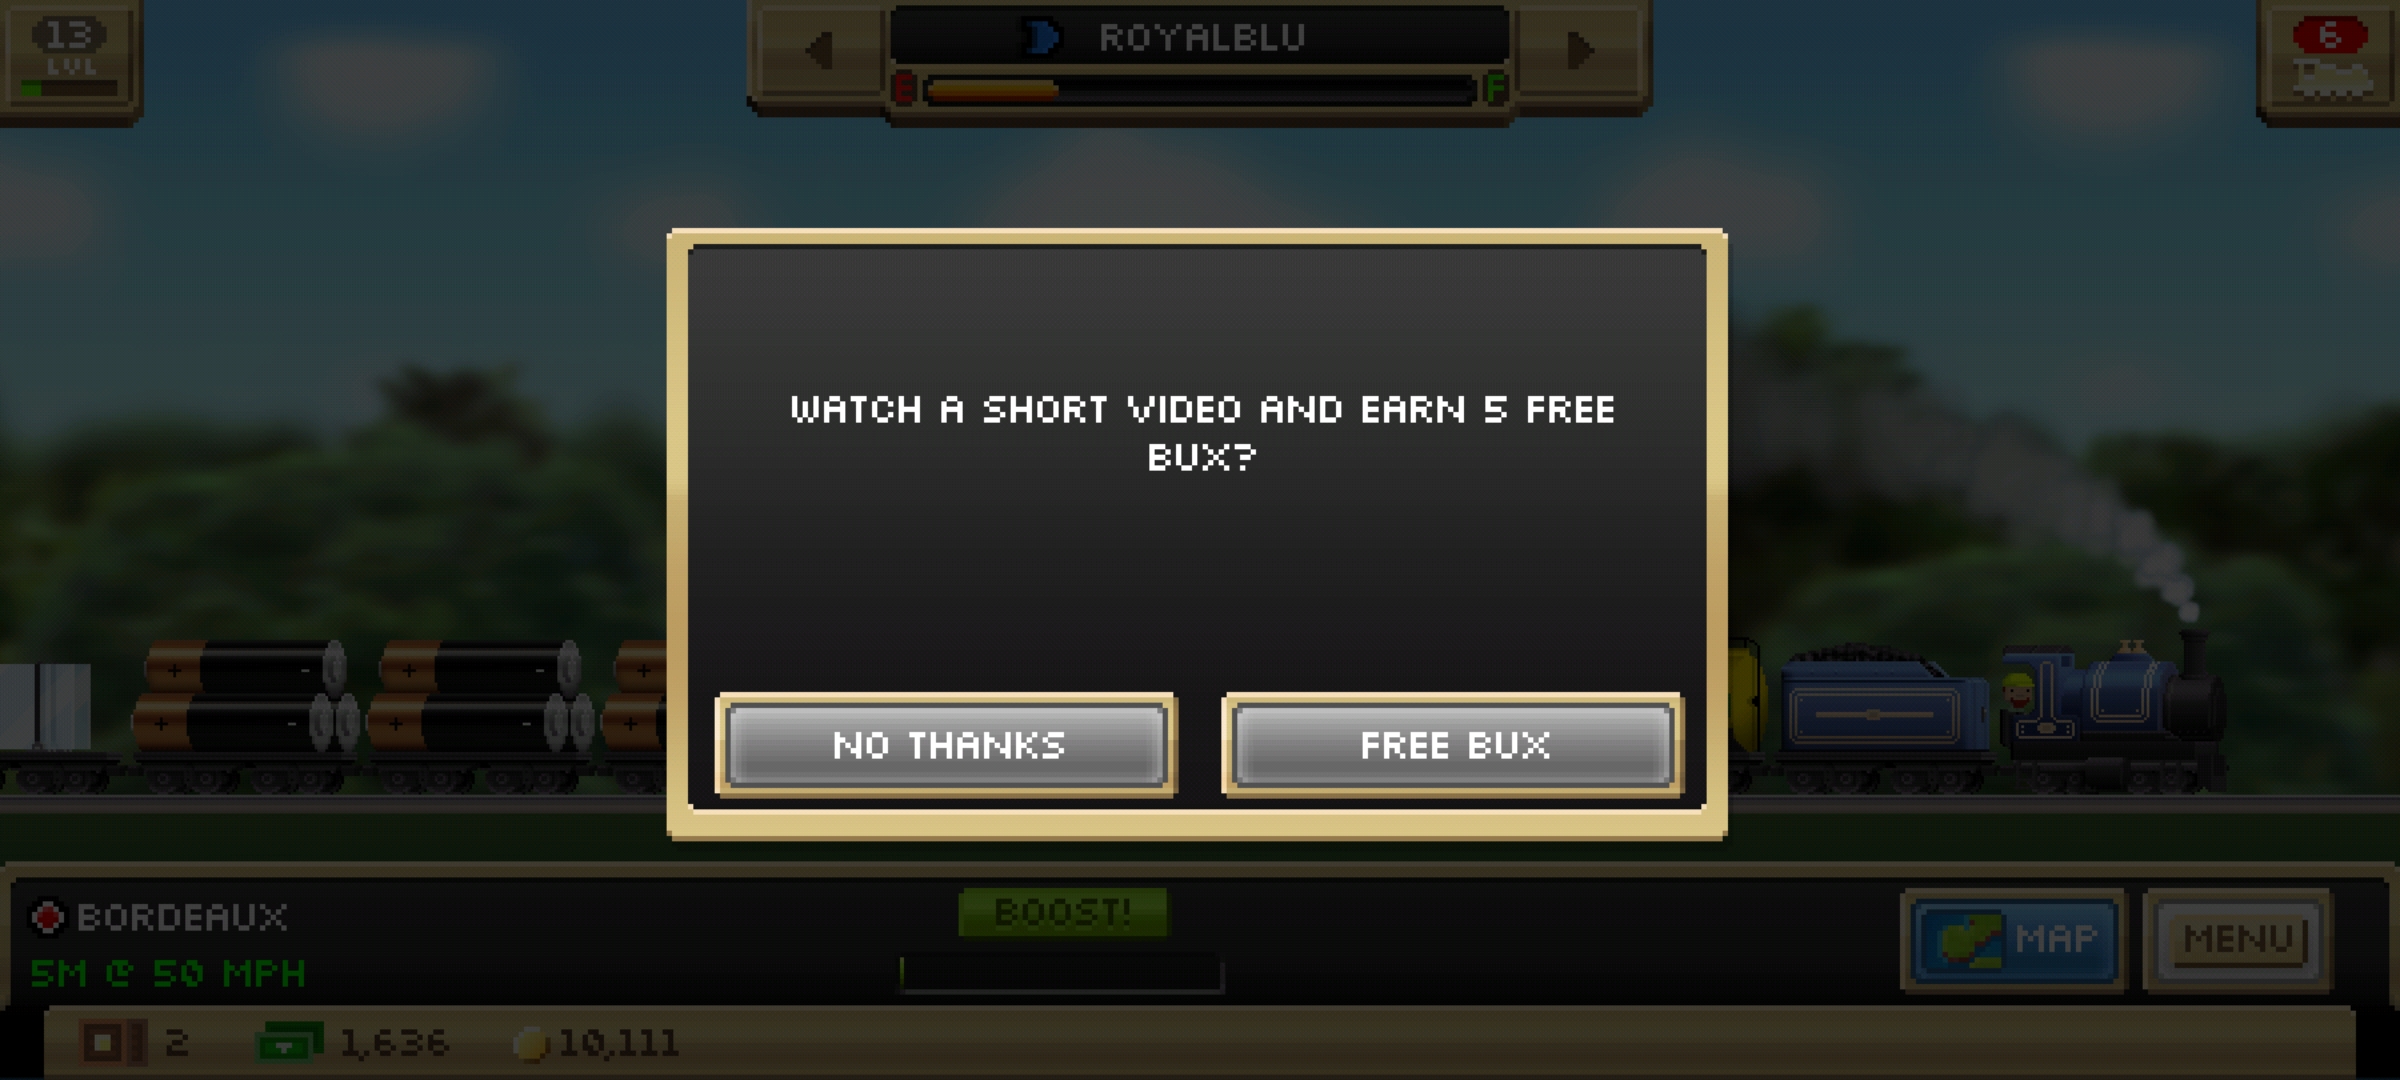 13
LVL
ROYALBLU
E F
6
WATCH A SHORT VIDEO AND EARN 5 FREE
BUX?
NO THANKS
FREE BUX
BORDEAUX
5M @ 50 MPH
BOOST!
MAP
MENU
2
1,636
10,111